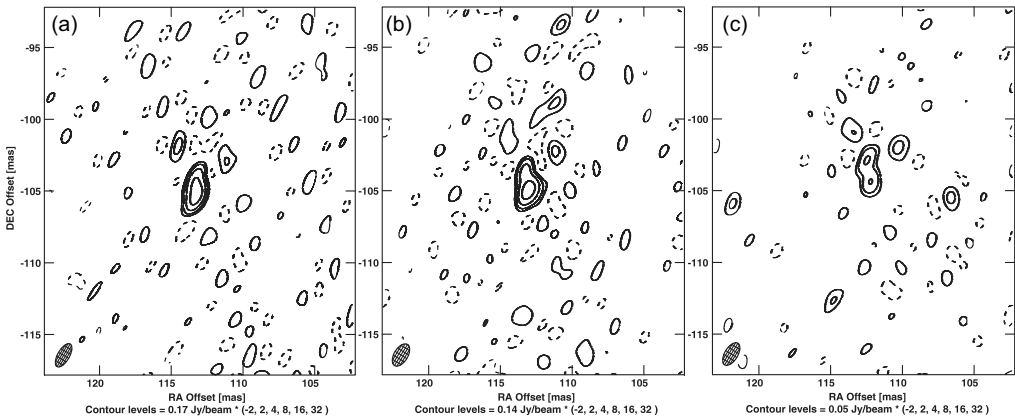 (a)
(b)
(c)
DEC Offset [mas]
-95
-100
-105
-110
-115
-95
-100
-105
-110
-115
-95
-100
-105
-110
-115
120 115 110 105
120 115 110 105
120 115 110 105
RA Offset [mas]
RA Offset [mas]
RA Offset [mas]
Contour levels = 0.17 Jy/beam * (-2, 2, 4, 8, 16, 32 )
Contour levels = 0.14 Jy/beam * (-2, 2, 4, 8, 16, 32 )
Contour levels = 0.05 Jy/beam * (-2, 2, 4, 8, 16, 32 )